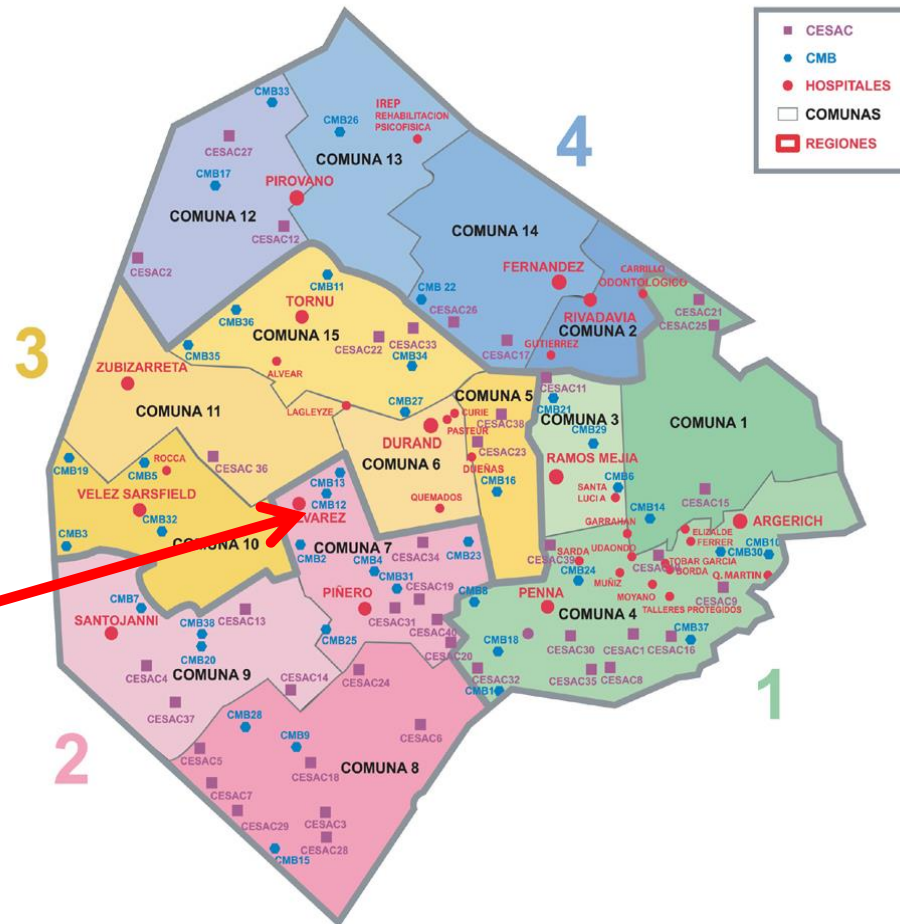 CESAC
CMB
HOSPITALES
COMUNAS
REGIONES
4
CMB33
CMB26
IREP
REHABILITACION
PSICOFISICA
CESAC27
COMUNA 13
CMB17
PIROVANO
COMUNA 12
CESAC12
CESAC2
COMUNA 14
FERNANDEZ
CARRILLO
ODONTOLOGICO
RIVADAVIA
COMUNA 2
GUTIERREZ
CMB 22
CESAC26
CESAC17
CESAC21
CESAC25
3
CMB11
TORNU
CMB36
COMUNA 15
CMB35
CESAC22
CESAC33
CMB34
ALVEAR
ZUBIZARRETA
COMUNA 11
LAGLEYZE
CMB27
COMUNA 5
CURIE
PASTEUR
CESAC38
DURAND
CESAC23
COMUNA 6
DUEÑAS
CMB16
QUEMADOS
CMB19
CMB5
ROCCA
CESAC 36
VELEZ SARSFIELD
CMB32
CMB3
COMUNA 10
CESAC11
CMB21
COMUNA 3
CMB29
COMUNA 1
RAMOS MEJIA
SANTA
LUCIA
CMB6
CESAC15
CMB14
GARRAHAN
ELIZALDE
FERRER
ARGERICH
CMB30
CMB10
CESAC39
SARDA
UDAONDO
TOBAR GARCIA
BORDA
Q. MARTIN
CMB24
MUÑIZ
MOYANO
CESAC9
TALLERES PROTEGIDOS
PENNA
COMUNA 4
CMB37
CMB18
CESAC30
CESAC1
CESAC16
CESAC32
CESAC35
CESAC8
1
CMB13
CMB12
LVAREZ
COMUNA 7
CMB2
CMB4
CESAC34
CMB23
CMB31
CESAC19
PIÑERO
CESAC31
CMB8
CMB25
CESAC20
CMB7
SANTOJANNI
CMB38
CESAC13
CMB20
CESAC4
COMUNA 9
CESAC14
CESAC24
CESAC37
2
CMB28
CMB9
CESAC6
CESAC5
CESAC18
COMUNA 8
CESAC7
CESAC29
CESAC3
CESAC28
CMB15